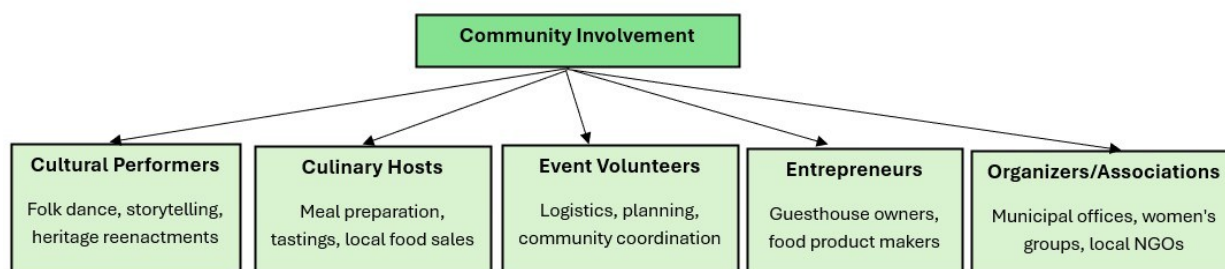 Community Involvement
Cultural Performers
Folk dance, storytelling,
heritage reenactments
Culinary Hosts
Meal preparation,
tastings, local food sales
Event Volunteers
Logistics, planning,
community coordination
Entrepreneurs
Guesthouse owners,
food product makers
Organizers/Associations
Municipal offices, women's
groups, local NGOs